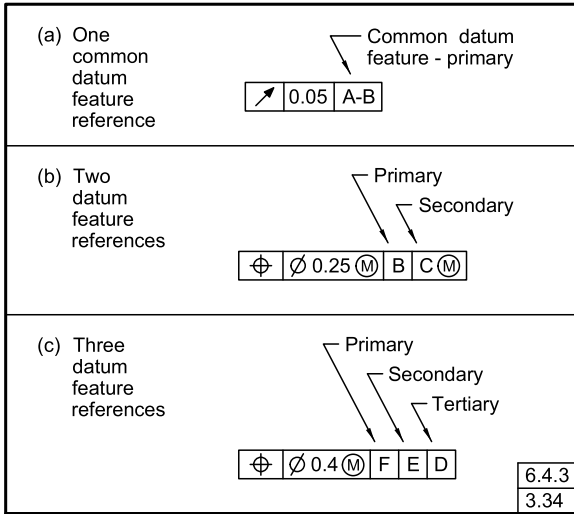 (a) One
common
datum
feature
reference
Common datum
feature - primary
0.05 A-B
(b) Two
datum
feature
references
Primary
Secondary
⌀ 0.25 Ⓜ B C Ⓜ
(c) Three
datum
feature
references
Primary
Secondary
Tertiary
⌀ 0.4 Ⓜ F E D
6.4.3
3.34